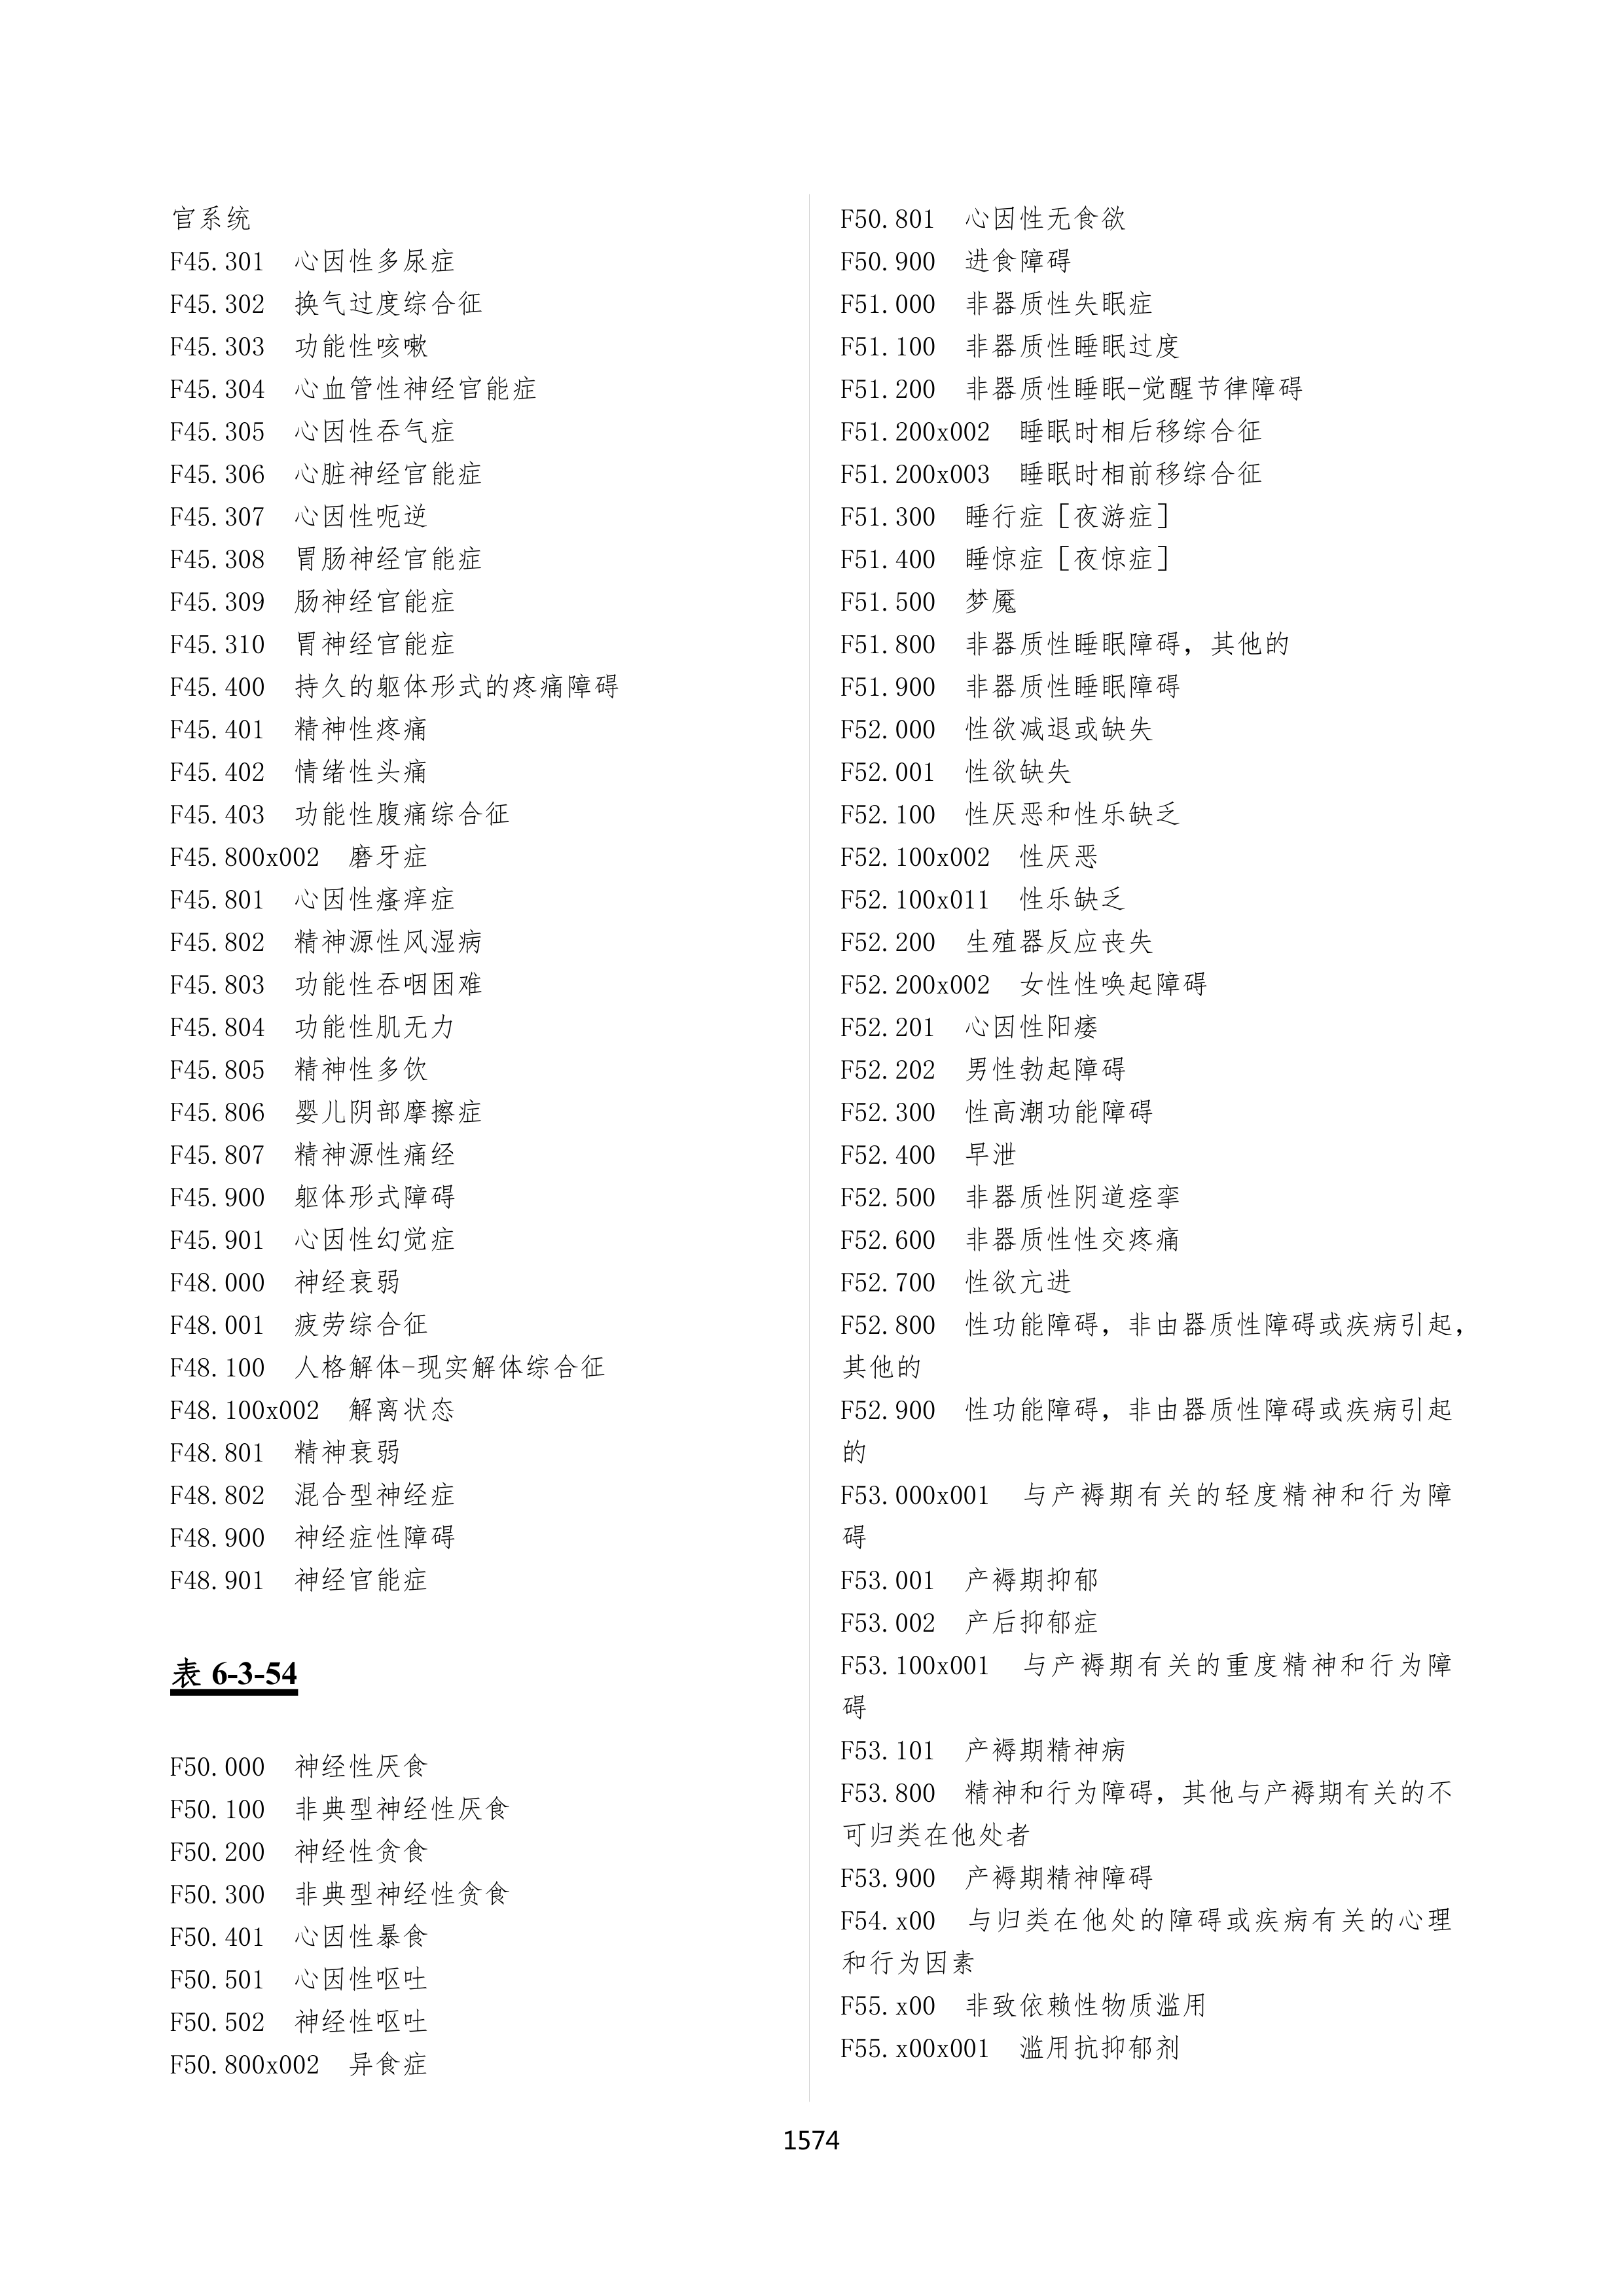 官系统
F45.301 心因性多尿症
F45.302 换气过度综合征
F45.303 功能性咳嗽
F45.304 心血管性神经官能症
F45.305 心因性吞气症
F45.306 心脏神经官能症
F45.307 心因性呃逆
F45.308 胃肠神经官能症
F45.309 肠神经官能症
F45.310 胃神经官能症
F45.400 持久的躯体形式的疼痛障碍
F45.401 精神性疼痛
F45.402 情绪性头痛
F45.403 功能性腹痛综合征
F45.800x002 磨牙症
F45.801 心因性瘙痒症
F45.802 精神源性风湿病
F45.803 功能性吞咽困难
F45.804 功能性肌无力
F45.805 精神性多饮
F45.806 婴儿阴部摩擦症
F45.807 精神源性痛经
F45.900 躯体形式障碍
F45.901 心因性幻觉症
F48.000 神经衰弱
F48.001 疲劳综合征
F48.100 人格解体-现实解体综合征
F48.100x002 解离状态
F48.801 精神衰弱
F48.802 混合型神经症
F48.900 神经症性障碍
F48.901 神经官能症
表 6-3-54
F50.000 神经性厌食
F50.100 非典型神经性厌食
F50.200 神经性贪食
F50.300 非典型神经性贪食
F50.401 心因性暴食
F50.501 心因性呕吐
F50.502 神经性呕吐
F50.800x002 异食症
F50.801 心因性无食欲
F50.900 进食障碍
F51.000 非器质性失眠症
F51.100 非器质性睡眠过度
F51.200 非器质性睡眠-觉醒节律障碍
F51.200x002 睡眠时相后移综合征
F51.200x003 睡眠时相前移综合征
F51.300 睡行症［夜游症］
F51.400 睡惊症［夜惊症］
F51.500 梦魇
F51.800 非器质性睡眠障碍，其他的
F51.900 非器质性睡眠障碍
F52.000 性欲减退或缺失
F52.001 性欲缺失
F52.100 性厌恶和性乐缺乏
F52.100x002 性厌恶
F52.100x011 性乐缺乏
F52.200 生殖器反应丧失
F52.200x002 女性性唤起障碍
F52.201 心因性阳痿
F52.202 男性勃起障碍
F52.300 性高潮功能障碍
F52.400 早泄
F52.500 非器质性阴道痉挛
F52.600 非器质性性交疼痛
F52.700 性欲亢进
F52.800 性功能障碍，非由器质性障碍或疾病引起，
其他的
F52.900 性功能障碍，非由器质性障碍或疾病引起
的
F53.000x001 与产褥期有关的轻度精神和行为障
碍
F53.001 产褥期抑郁
F53.002 产后抑郁症
F53.100x001 与产褥期有关的重度精神和行为障
碍
F53.101 产褥期精神病
F53.800 精神和行为障碍，其他与产褥期有关的不
可归类在他处者
F53.900 产褥期精神障碍
F54.x00 与归类在他处的障碍或疾病有关的心理
和行为因素
F55.x00 非致依赖性物质滥用
F55.x00x001 滥用抗抑郁剂
1574